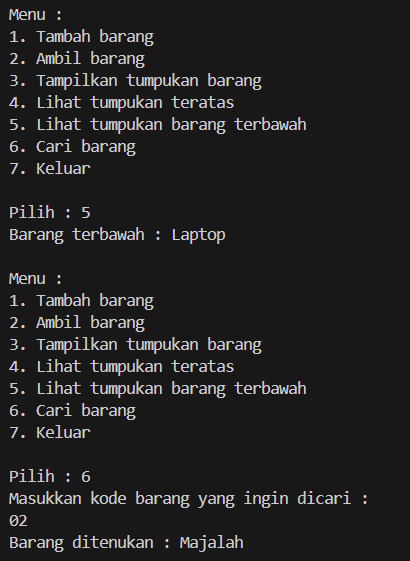 Menu :
1. Tambah barang
2. Ambil barang
3. Tampilkan tumpukan barang
4. Lihat tumpukan teratas
5. Lihat tumpukan barang terbawah
6. Cari barang
7. Keluar
Pilih : 5
Barang terbawah : Laptop
Menu :
1. Tambah barang
2. Ambil barang
3. Tampilkan tumpukan barang
4. Lihat tumpukan teratas
5. Lihat tumpukan barang terbawah
6. Cari barang
7. Keluar
Pilih : 6
Masukkan kode barang yang ingin dicari :
02
Barang ditenukan : Majalah